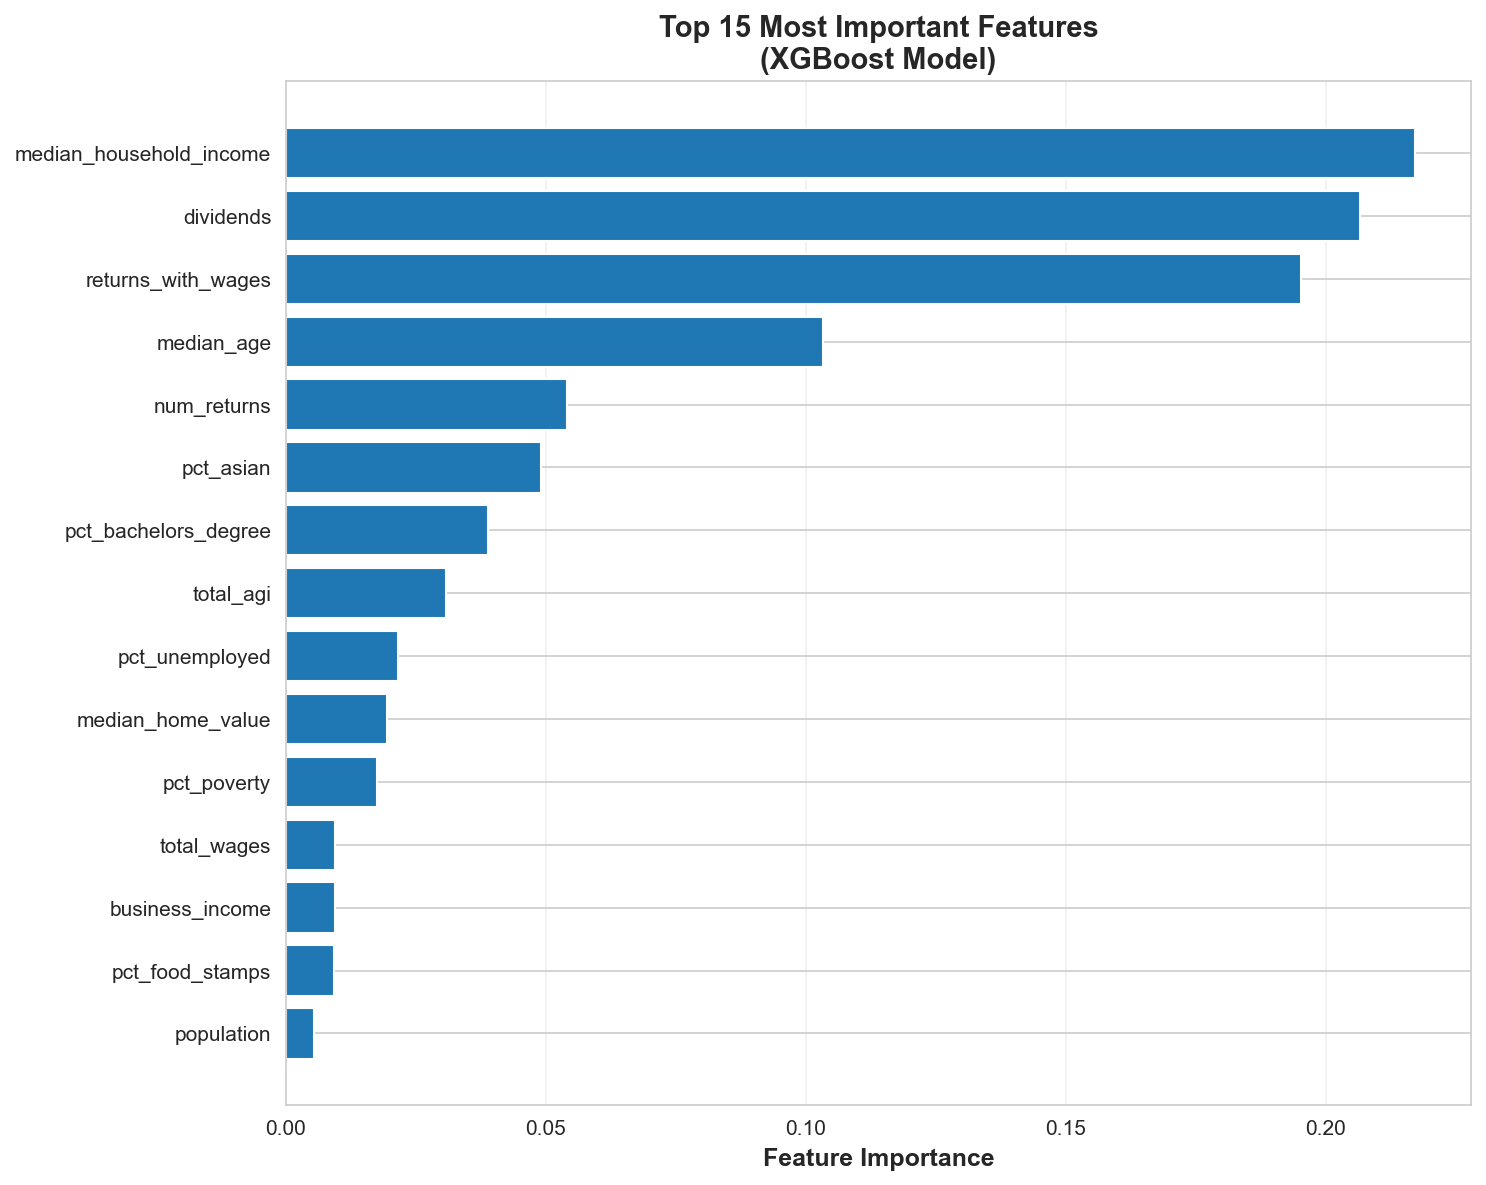 Top 15 Most Important Features
(XGBoost Model)
median_household_income
dividends
returns_with_wages
median_age
num_returns
pct_asian
pct_bachelors_degree
total_agi
pct_unemployed
median_home_value
pct_poverty
total_wages
business_income
pct_food_stamps
population
0.00 0.05 0.10 0.15 0.20
Feature Importance